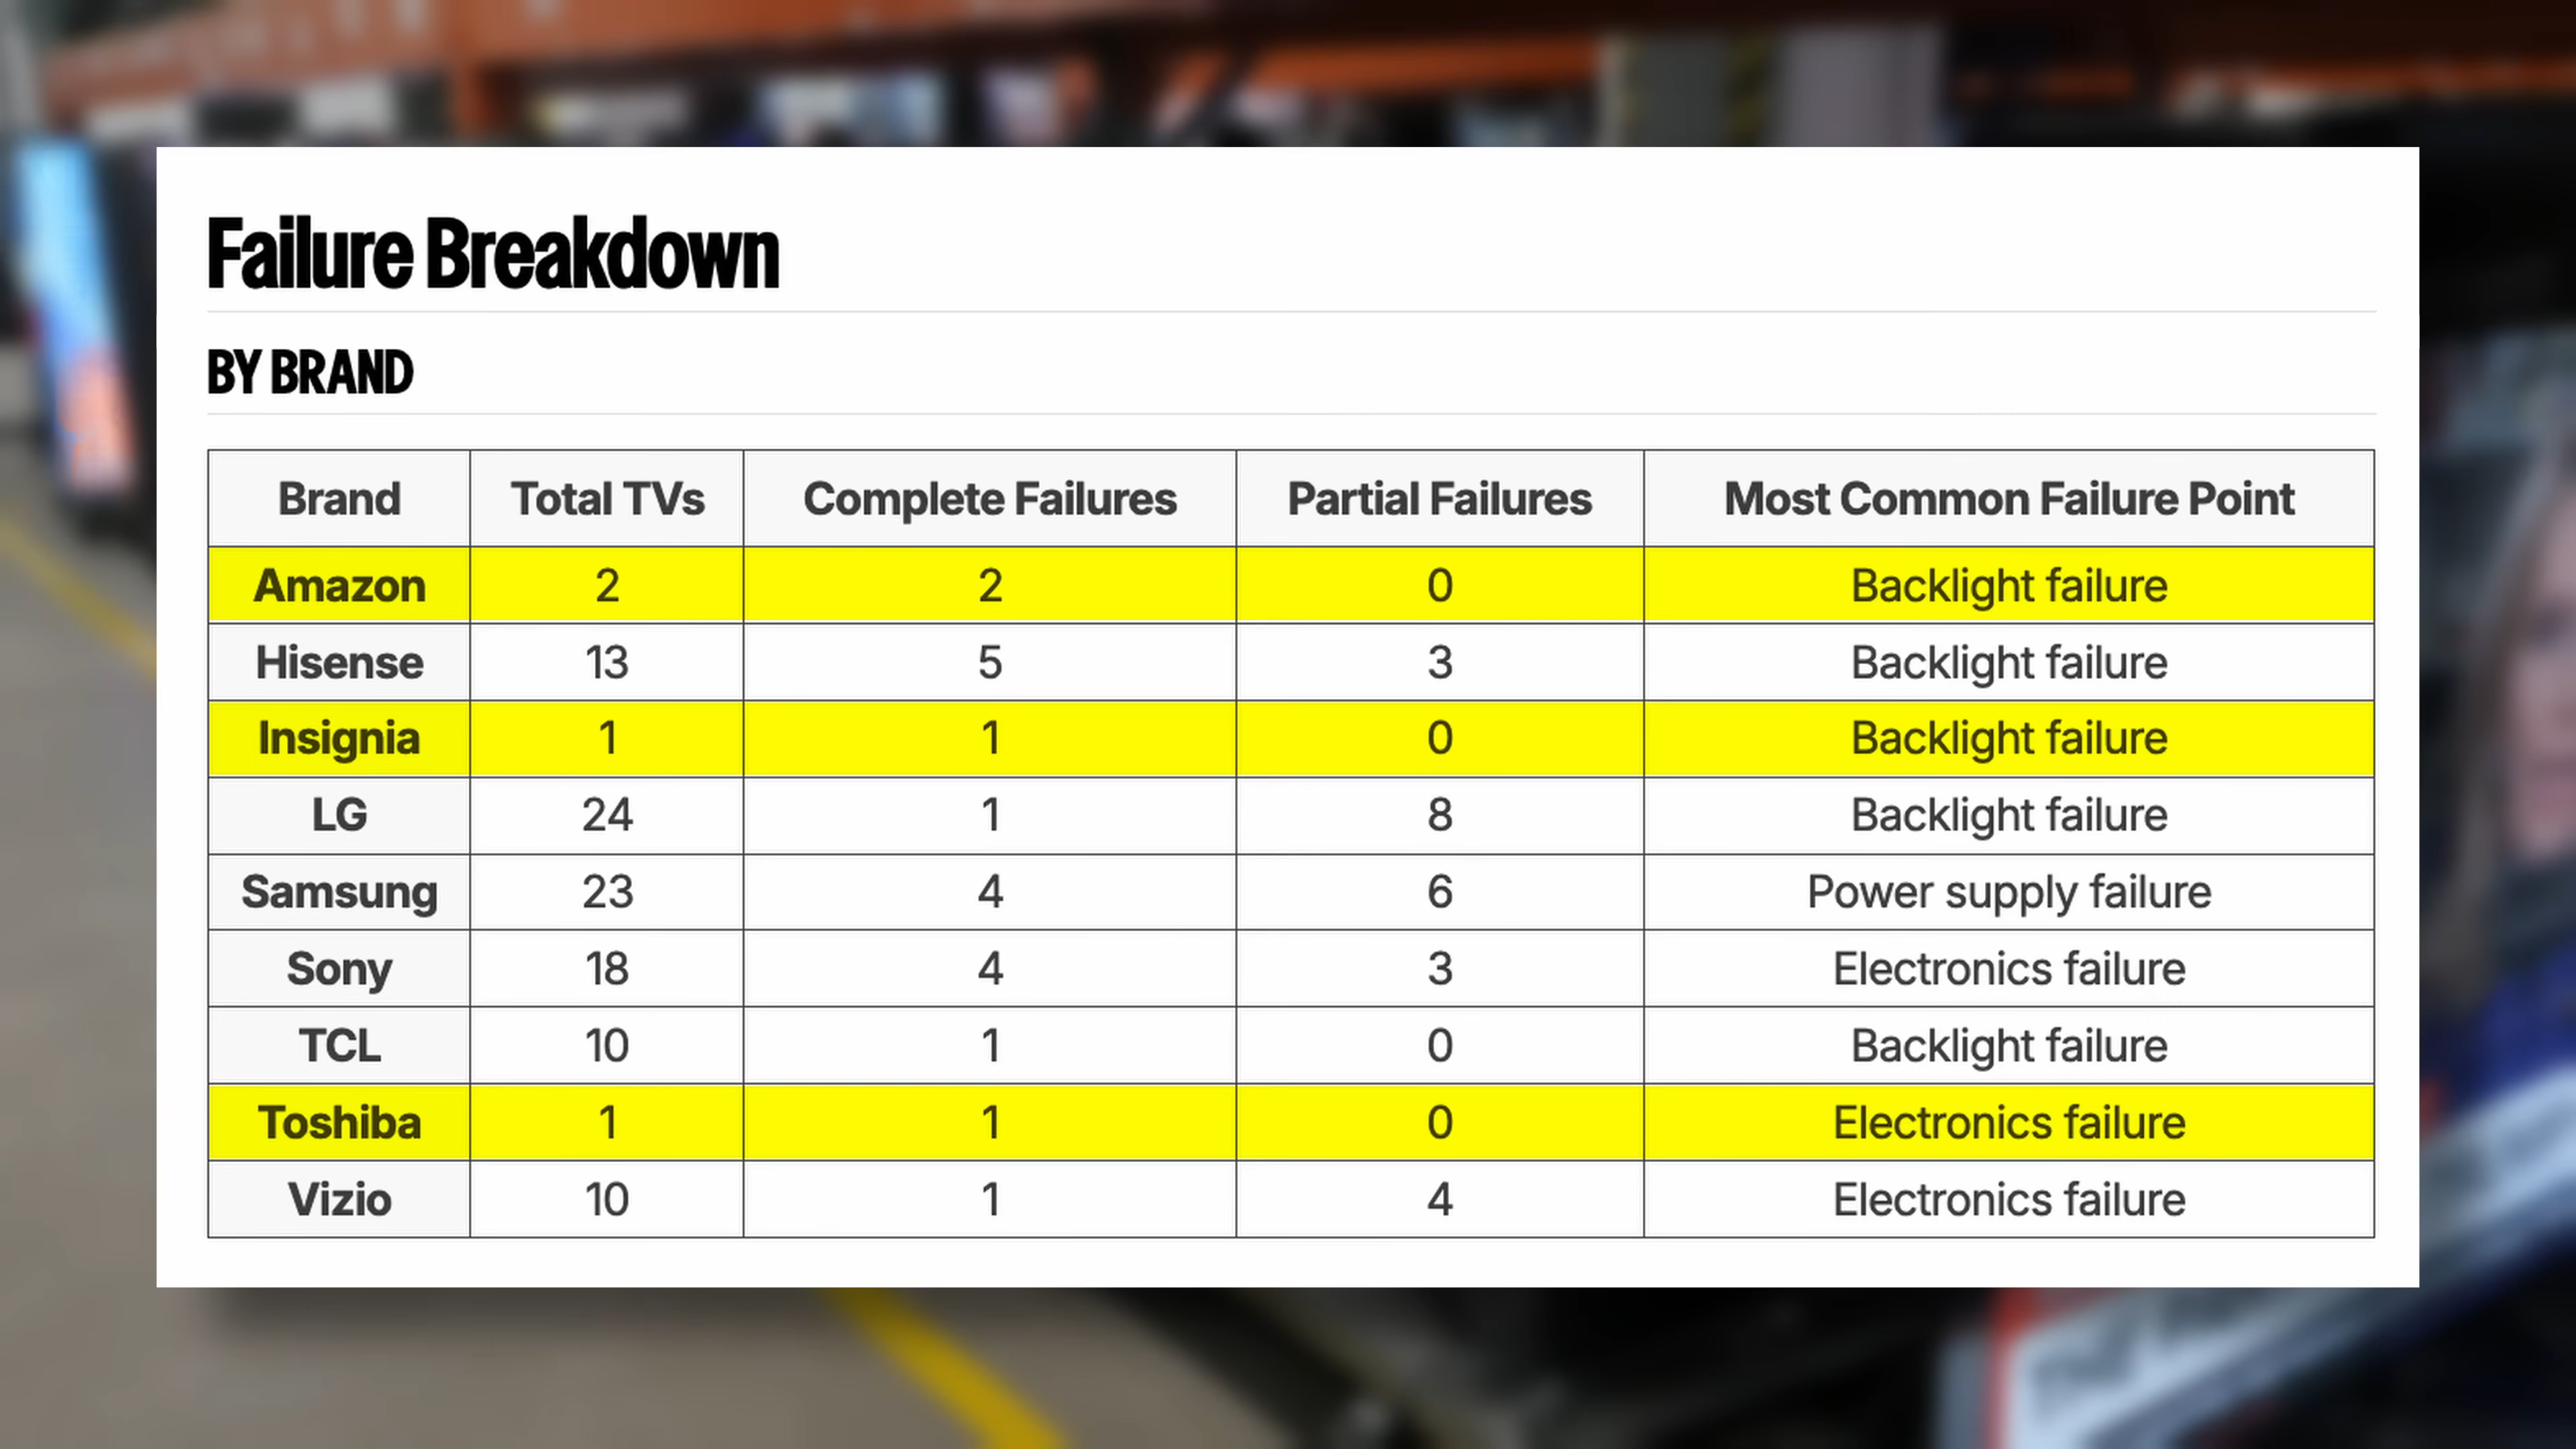 Failure Breakdown
BY BRAND
Brand Total TVs Complete Failures Partial Failures Most Common Failure Point
Amazon 2 2 0 Backlight failure
Hisense 13 5 3 Backlight failure
Insignia 1 1 0 Backlight failure
LG 24 1 8 Backlight failure
Samsung 23 4 6 Power supply failure
Sony 18 4 3 Electronics failure
TCL 10 1 0 Backlight failure
Toshiba 1 1 0 Electronics failure
Vizio 10 1 4 Electronics failure